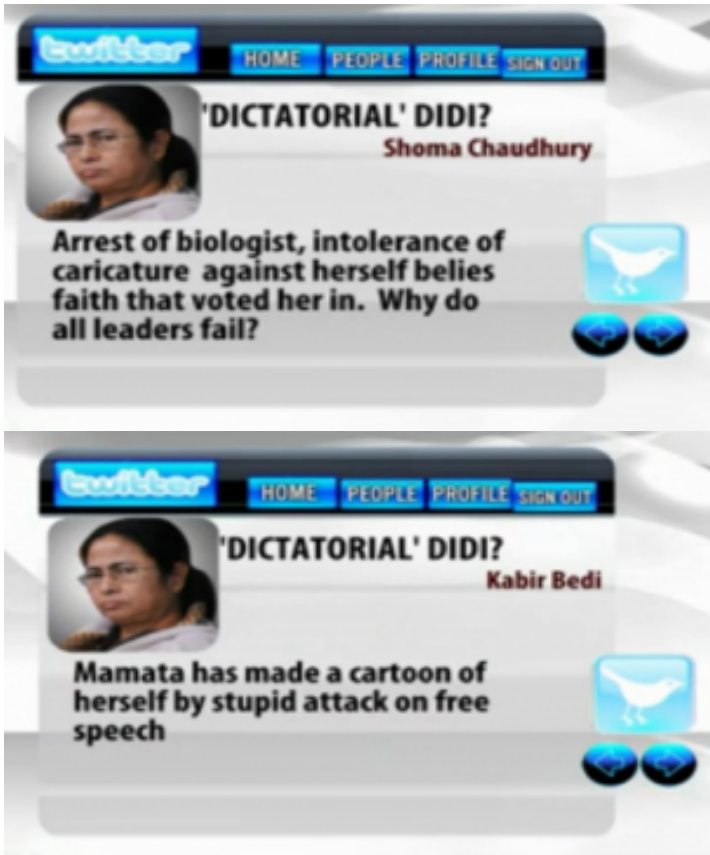 twitter
HOME PEOPLE PROFILE SIGN OUT
'DICTATORIAL' DIDI?
Shoma Chaudhury
Arrest of biologist, intolerance of
caricature against herself belies
faith that voted her in. Why do
all leaders fail?
twitter
HOME PEOPLE PROFILE SIGN OUT
'DICTATORIAL' DIDI?
Kabir Bedi
Mamata has made a cartoon of
herself by stupid attack on free
speech